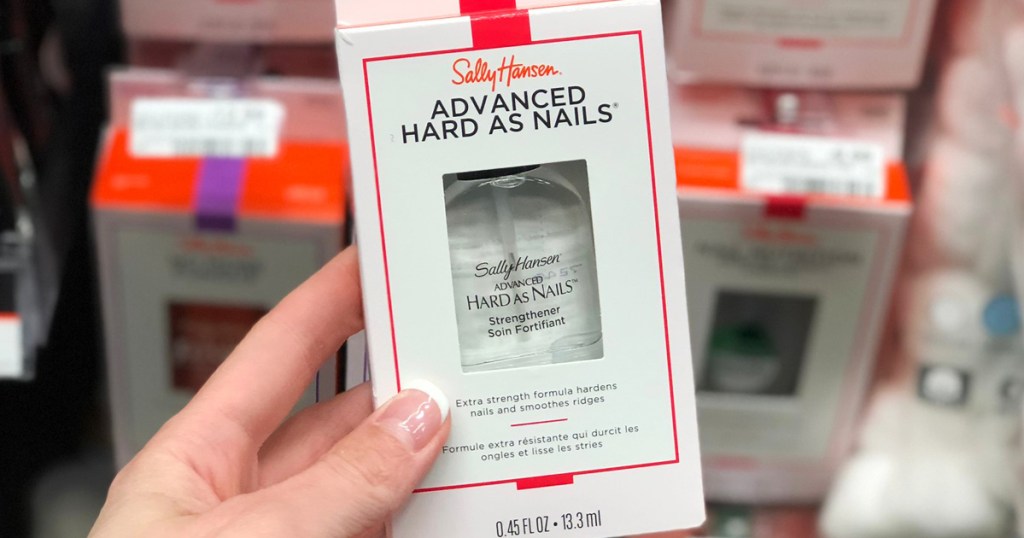 Sally Hansen.
ADVANCED
HARD AS NAILS®
Sally Hansen
ADVANCED
HARD AS NAILS™
Strengthener
Soin Fortifiant
Extra strength formula hardens
nails and smoothes ridges
Formule extra résistante qui durcit les
ongles et lisse les stries
0.45 FL OZ • 13.3 ml